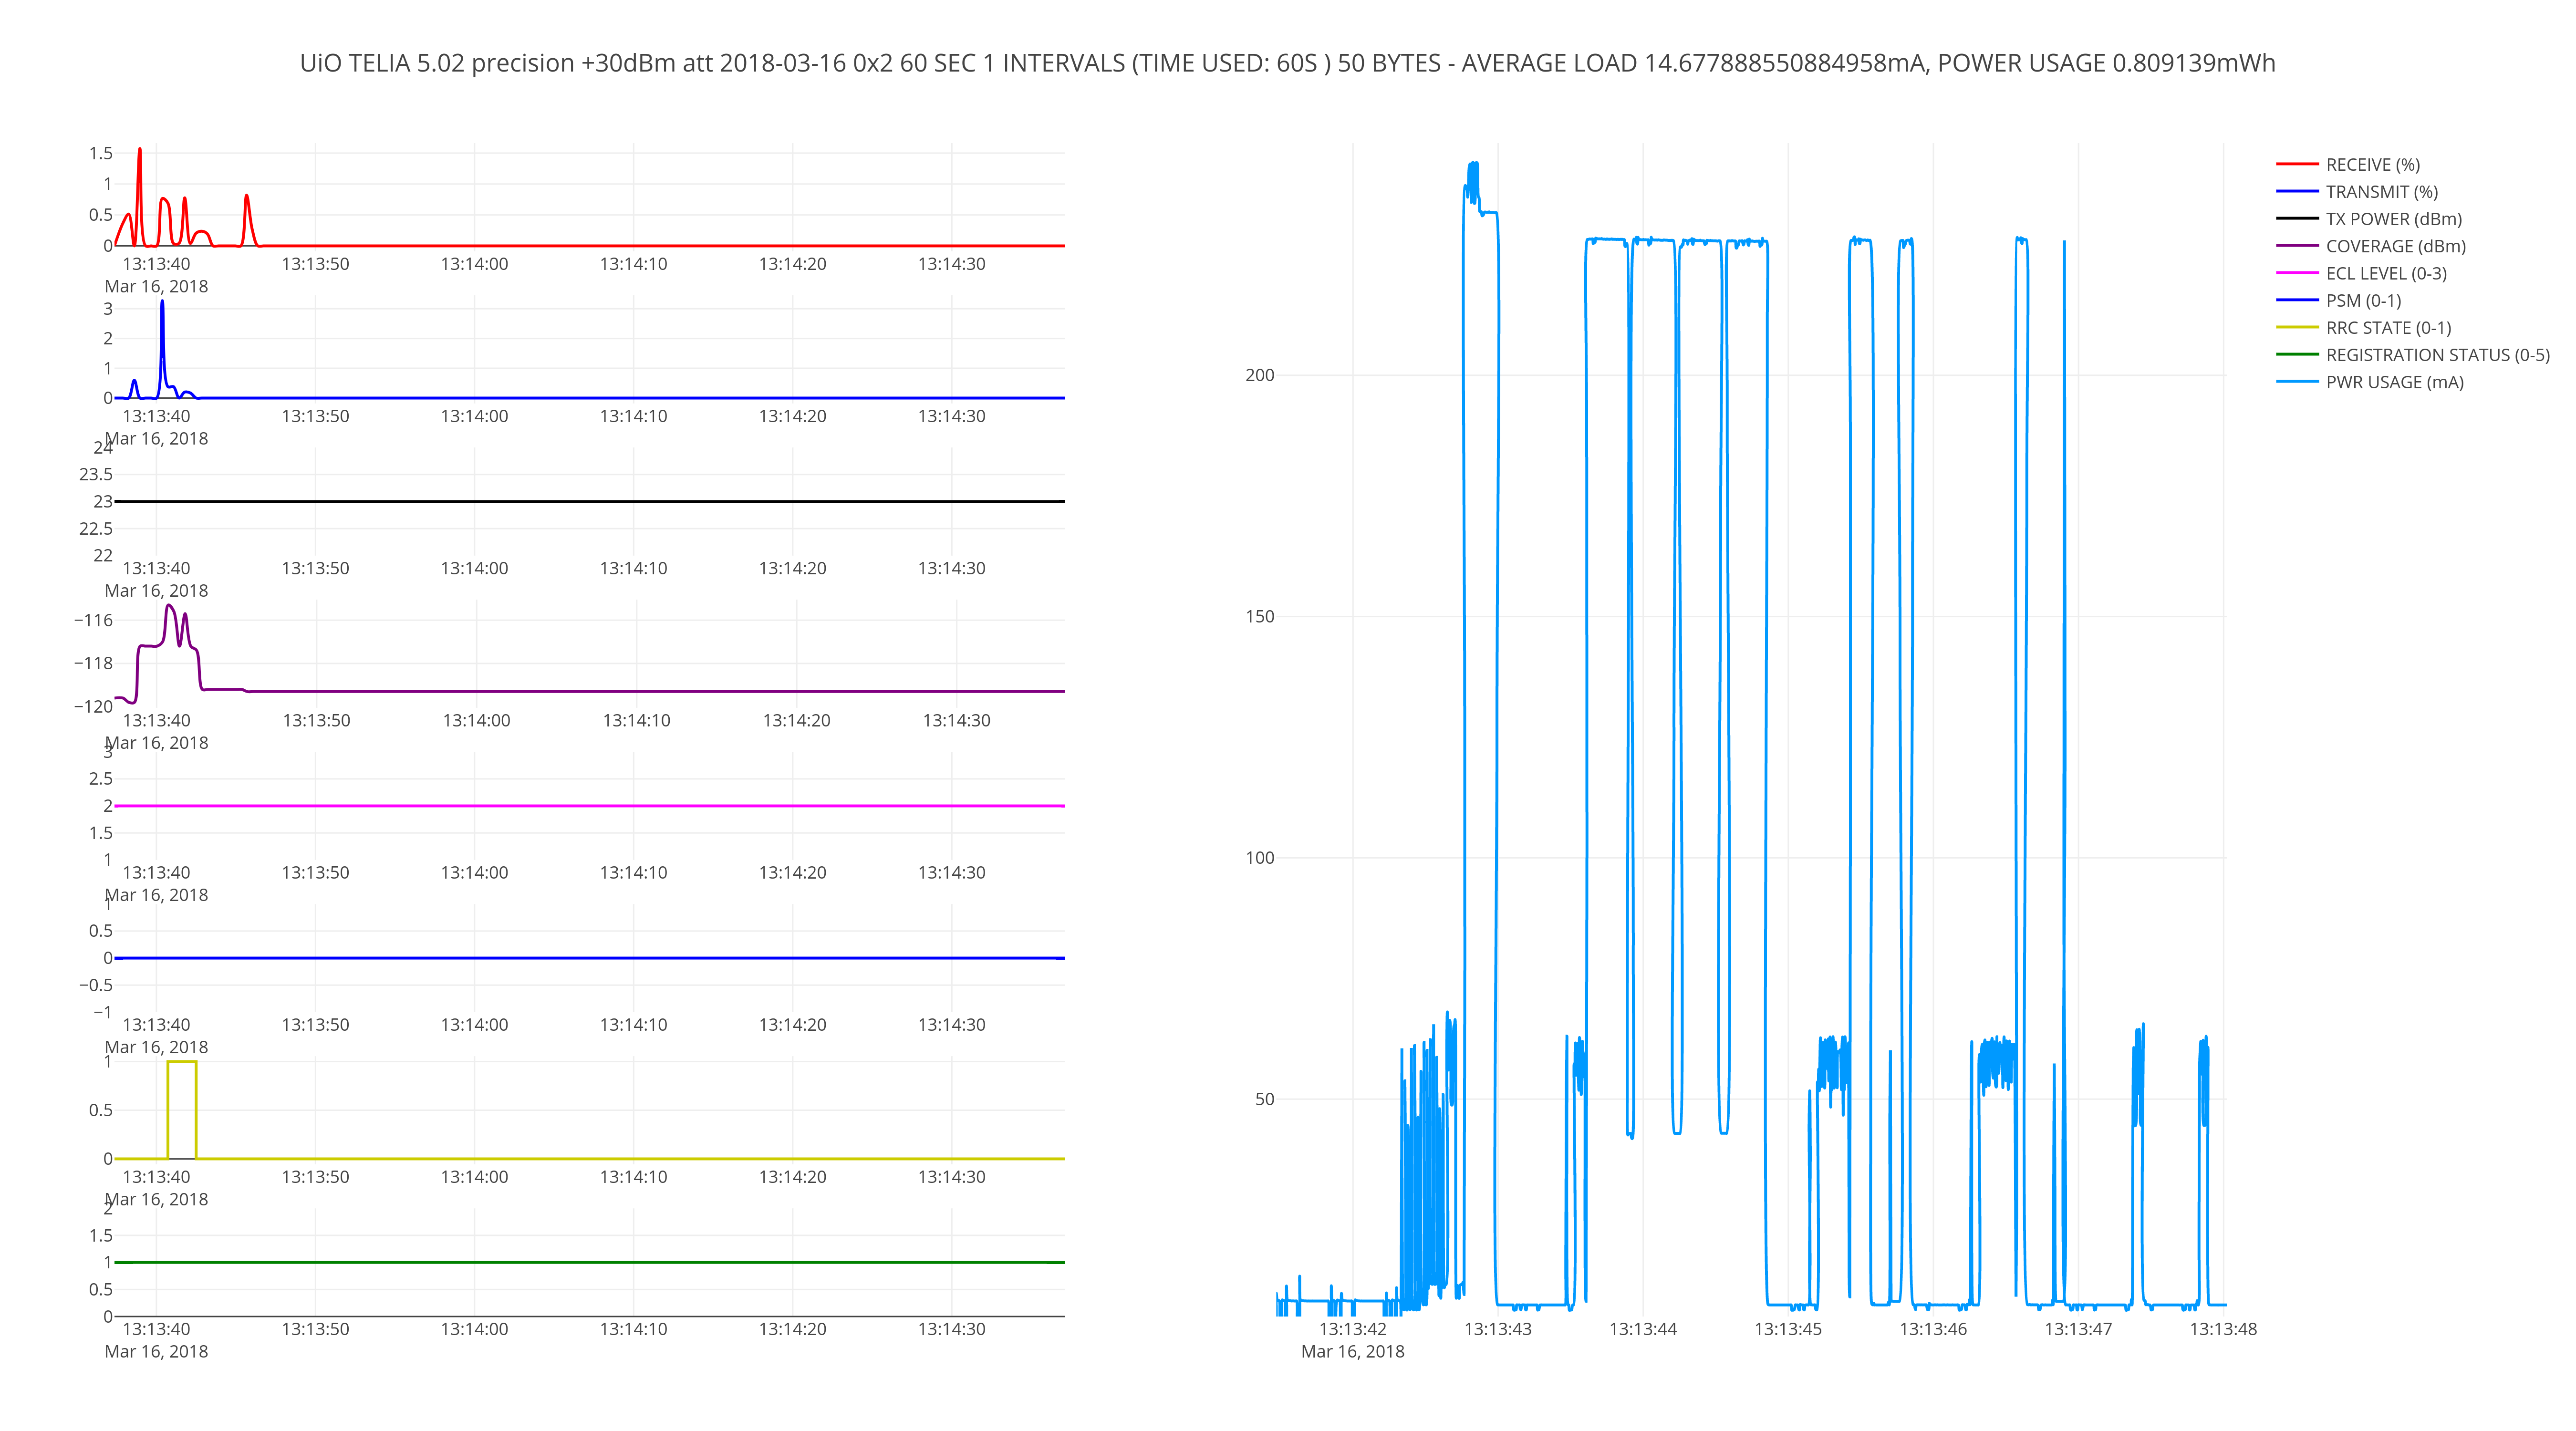 UiO TELIA 5.02 precision +30dBm att 2018-03-16 0x2 60 SEC 1 INTERVALS (TIME USED: 60S ) 50 BYTES - AVERAGE LOAD 14.677888550884958mA, POWER USAGE 0.809139mWh
1.5
1
0.5
0
13:13:40 13:13:50 13:14:00 13:14:10 13:14:20 13:14:30
Mar 16, 2018
3
2
1
0
13:13:40 13:13:50 13:14:00 13:14:10 13:14:20 13:14:30
Mar 16, 2018
24
23.5
23
22.5
22
13:13:40 13:13:50 13:14:00 13:14:10 13:14:20 13:14:30
Mar 16, 2018
−116
−118
−120
13:13:40 13:13:50 13:14:00 13:14:10 13:14:20 13:14:30
Mar 16, 2018
3
2.5
2
1.5
1
13:13:40 13:13:50 13:14:00 13:14:10 13:14:20 13:14:30
Mar 16, 2018
1
0.5
0
−0.5
−1
13:13:40 13:13:50 13:14:00 13:14:10 13:14:20 13:14:30
Mar 16, 2018
1
0.5
0
13:13:40 13:13:50 13:14:00 13:14:10 13:14:20 13:14:30
Mar 16, 2018
2
1.5
1
0.5
0
13:13:40 13:13:50 13:14:00 13:14:10 13:14:20 13:14:30
Mar 16, 2018
200
150
100
50
13:13:42 13:13:43 13:13:44 13:13:45 13:13:46 13:13:47 13:13:48
Mar 16, 2018
RECEIVE (%)
TRANSMIT (%)
TX POWER (dBm)
COVERAGE (dBm)
ECL LEVEL (0-3)
PSM (0-1)
RRC STATE (0-1)
REGISTRATION STATUS (0-5)
PWR USAGE (mA)